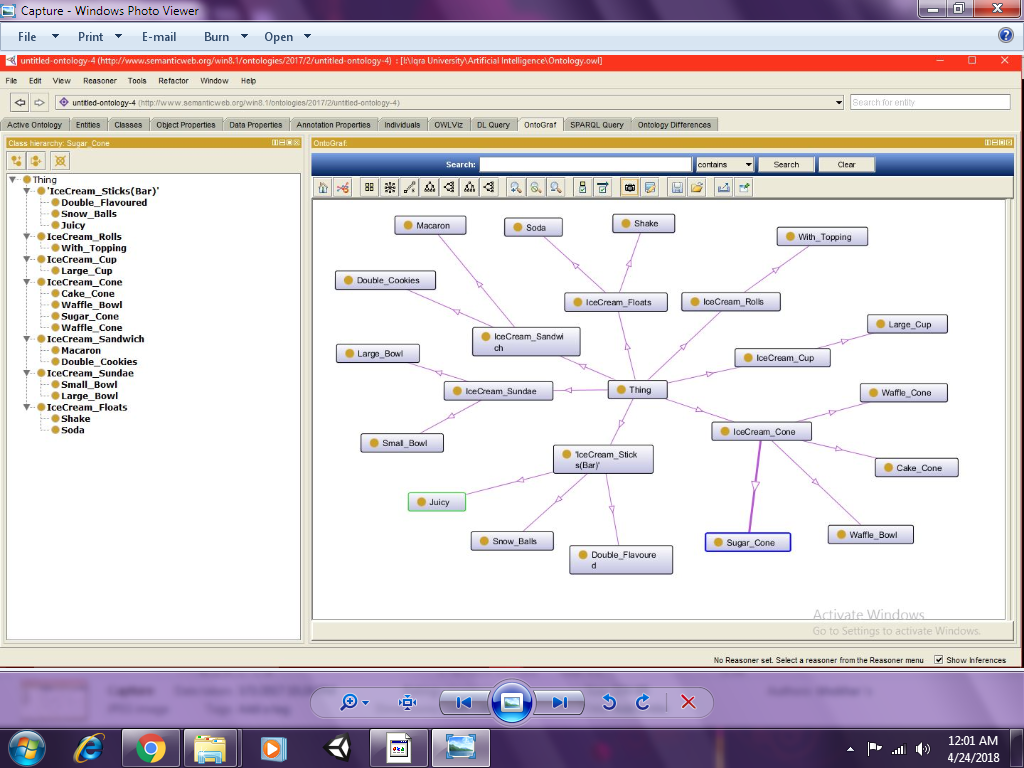 Capture - Windows Photo Viewer
File Print E-mail Burn Open
untitled-ontology-4 (http://www.semanticweb.org/win8.1/ontologies/2017/2/untitled-ontology-4) : [I:\Iqra University\Artificial Intelligence\Ontology.owl]
File Edit View Reasoner Tools Refactor Window Help
untitled-ontology-4 (http://www.semanticweb.org/win8.1/ontologies/2017/2/untitled-ontology-4)
Search for entity
Active Ontology Entities Classes Object Properties Data Properties Annotation Properties Individuals OWLViz DL Query OntoGraf SPARQL Query Ontology Differences
Class hierarchy: Sugar_Cone
Thing
'IceCream_Sticks(Bar)'
Double_Flavoured
Snow_Balls
Juicy
IceCream_Rolls
With_Topping
IceCream_Cup
Large_Cup
IceCream_Cone
Cake_Cone
Waffle_Bowl
Sugar_Cone
Waffle_Cone
IceCream_Sandwich
Macaron
Double_Cookies
IceCream_Sundae
Small_Bowl
Large_Bowl
IceCream_Floats
Shake
Soda
OntoGraf
Search: contains Search Clear
Macaron
Soda
Shake
With_Topping
Double_Cookies
IceCream_Floats
IceCream_Rolls
Large_Cup
IceCream_Sandwi
ch
Large_Bowl
IceCream_Cup
IceCream_Sundae
Thing
Waffle_Cone
IceCream_Cone
Small_Bowl
'IceCream_Stick
s(Bar)'
Cake_Cone
Juicy
Snow_Balls
Double_Flavoure
d
Sugar_Cone
Waffle_Bowl
Activate Windows
Go to Settings to activate Windows.
No Reasoner set. Select a reasoner from the Reasoner menu Show Inferences
12:01 AM
4/24/2018